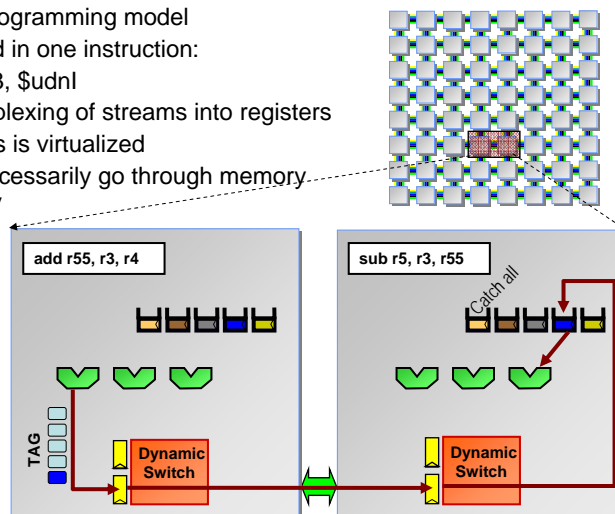 ogramming model
d in one instruction:
3, $udnI
olexing of streams into registers
s is virtualized
cessarily go through memory
add r55, r3, r4
sub r5, r3, r55
Catch all
TAG
Dynamic
Switch
Dynamic
Switch